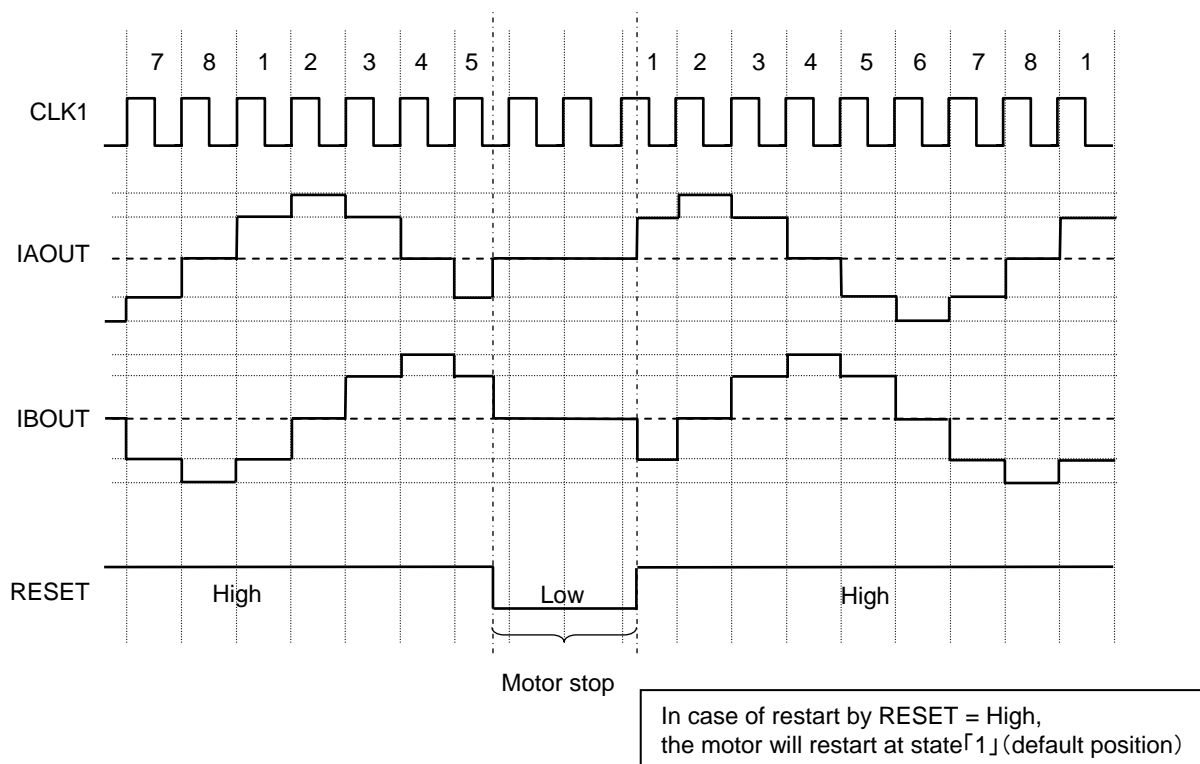 7 8 1 2 3 4 5 1 2 3 4 5 6 7 8 1
CLK1
IAOUT
IBOUT
RESET
High Low High
Motor stop
In case of restart by RESET = High,
the motor will restart at state「1」(default position)